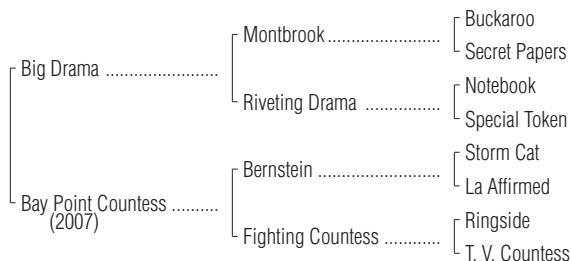 Buckaroo
Montbrook ........................
Secret Papers
Big Drama ........................
Notebook
Riveting Drama ................
Special Token
Storm Cat
Bernstein ..........................
La Affirmed
Bay Point Countess ..........
(2007)
Ringside
Fighting Countess ............
T. V. Countess